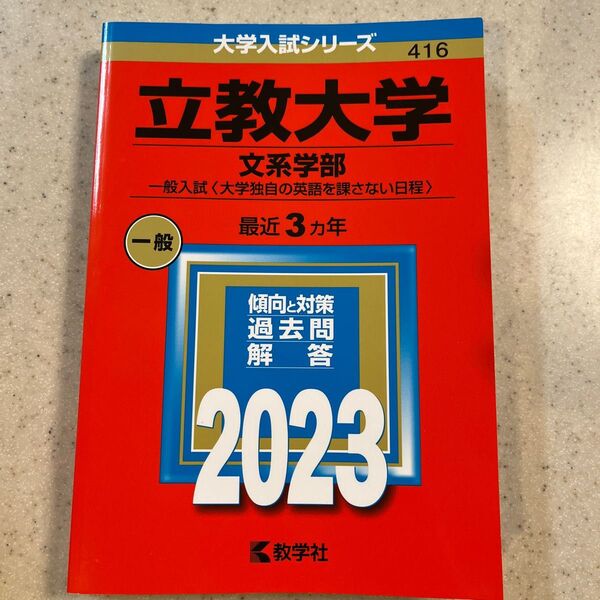 大学入試シリーズ
416
立教大学
文系学部
一般入試〈大学独自の英語を課さない日程〉
最近3ヵ年
一般
傾向と対策
過去問
解答
2023
教学社